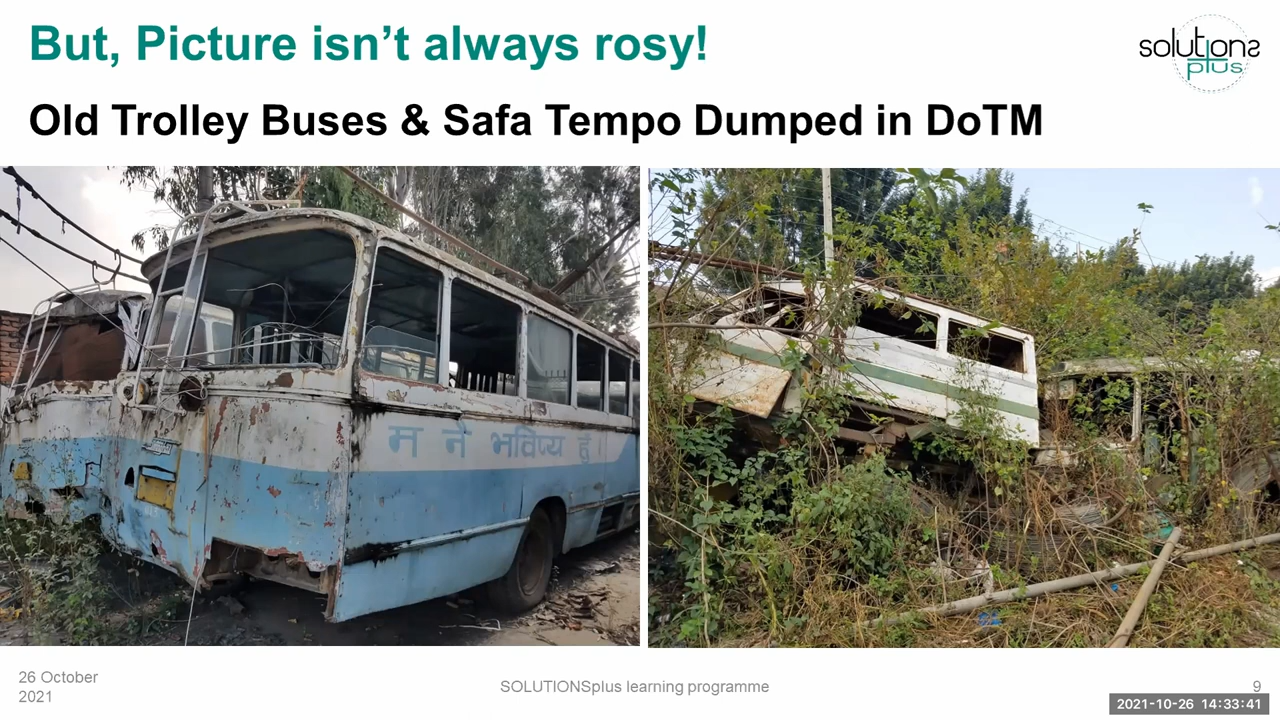 But, Picture isn’t always rosy!
solutions
plus
Old Trolley Buses & Safa Tempo Dumped in DoTM
म नै भविष्य हुँ।
26 October
2021
SOLUTIONSplus learning programme
9
2021-10-26 14:33:41